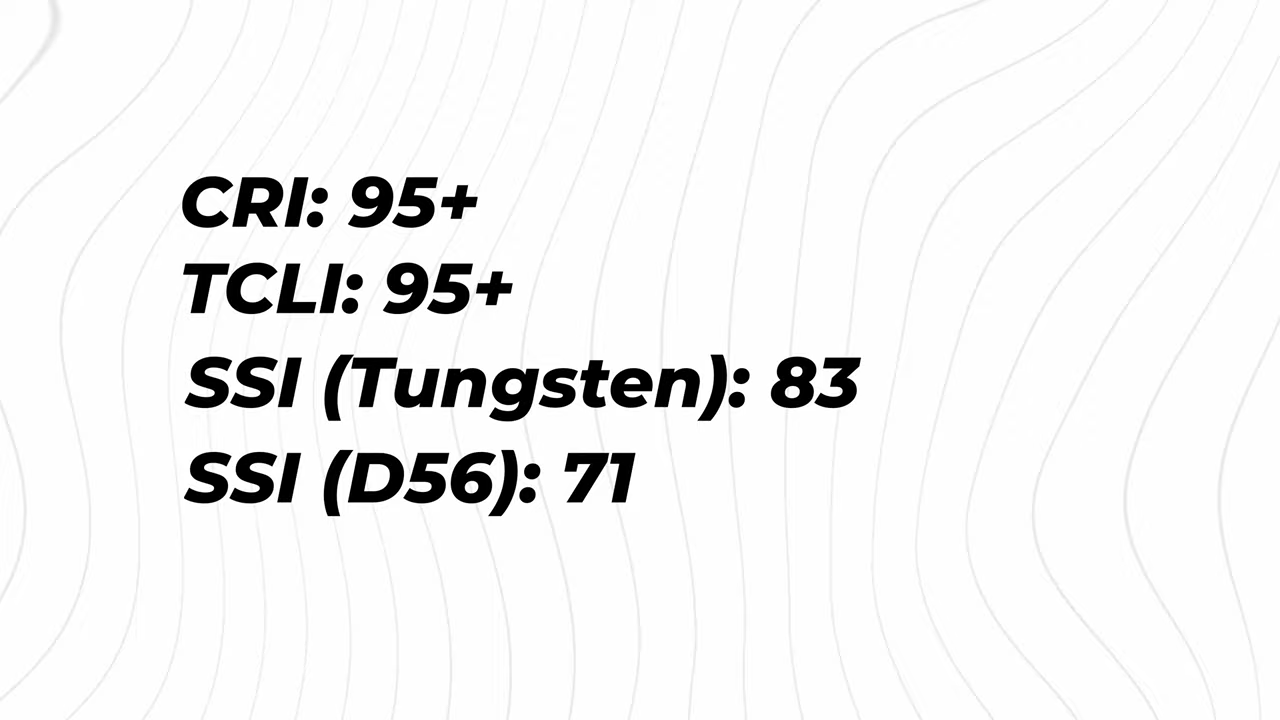 CRI: 95+
TCLI: 95+
SSI (Tungsten): 83
SSI (D56): 71